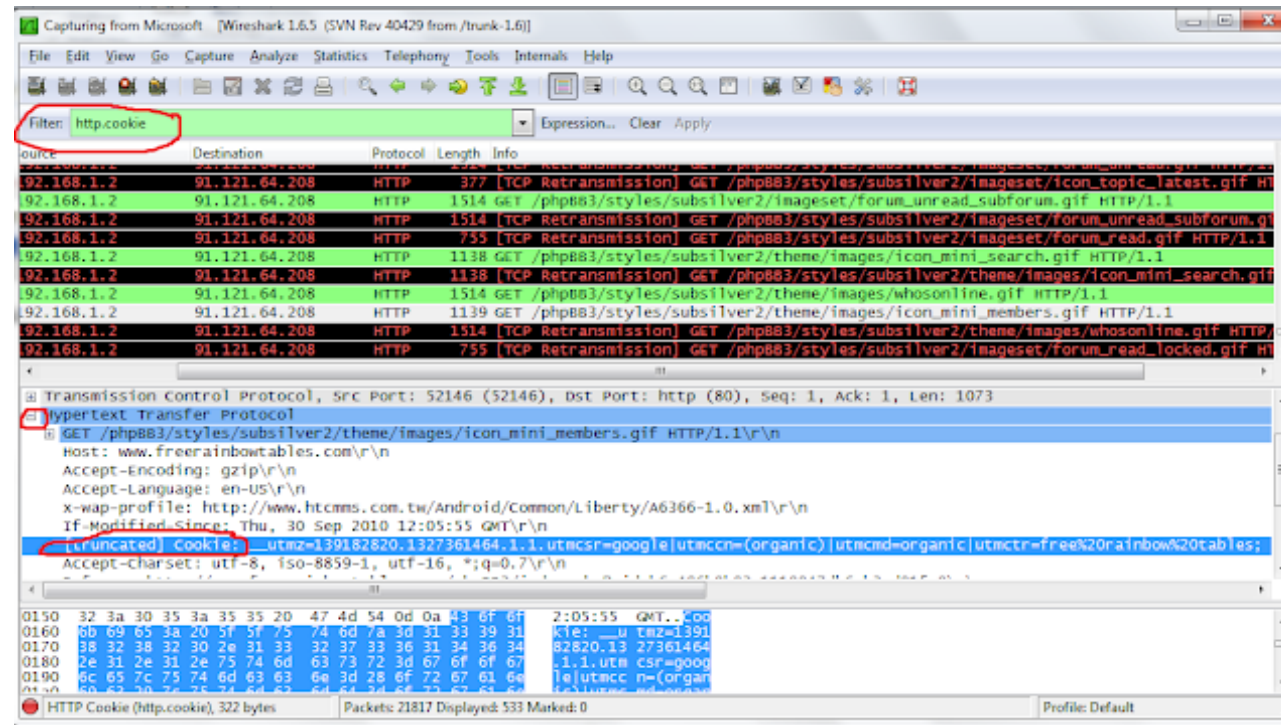 Capturing from Microsoft [Wireshark 1.6.5 (SVN Rev 40429 from /trunk-1.6)]
File Edit View Go Capture Analyze Statistics Telephony Tools Internals Help
Filter: http.cookie Expression... Clear Apply
ource Destination Protocol Length Info
92.168.1.2 91.121.64.208 HTTP 377 [TCP Retransmission] GET /phpBB3/styles/subsilver2/imageset/icon_topic_latest.gif HT
92.168.1.2 91.121.64.208 HTTP 1514 GET /phpBB3/styles/subsilver2/imageset/forum_unread_subforum.gif HTTP/1.1
92.168.1.2 91.121.64.208 HTTP 1514 [TCP Retransmission] GET /phpBB3/styles/subsilver2/imageset/forum_unread_subforum.gi
92.168.1.2 91.121.64.208 HTTP 755 [TCP Retransmission] GET /phpBB3/styles/subsilver2/imageset/forum_read.gif HTTP/1.1
92.168.1.2 91.121.64.208 HTTP 1138 GET /phpBB3/styles/subsilver2/theme/images/icon_mini_search.gif HTTP/1.1
92.168.1.2 91.121.64.208 HTTP 1138 [TCP Retransmission] GET /phpBB3/styles/subsilver2/theme/images/icon_mini_search.gif
92.168.1.2 91.121.64.208 HTTP 1514 GET /phpBB3/styles/subsilver2/theme/images/whosonline.gif HTTP/1.1
92.168.1.2 91.121.64.208 HTTP 1139 GET /phpBB3/styles/subsilver2/theme/images/icon_mini_members.gif HTTP/1.1
92.168.1.2 91.121.64.208 HTTP 1514 [TCP Retransmission] GET /phpBB3/styles/subsilver2/theme/images/whosonline.gif HTTP/
92.168.1.2 91.121.64.208 HTTP 755 [TCP Retransmission] GET /phpBB3/styles/subsilver2/imageset/forum_read_locked.gif HT
Transmission Control Protocol, Src Port: 52146 (52146), Dst Port: http (80), Seq: 1, Ack: 1, Len: 1073
Hypertext Transfer Protocol
GET /phpBB3/styles/subsilver2/theme/images/icon_mini_members.gif HTTP/1.1\r\n
Host: www.freerainbowtables.com\r\n
Accept-Encoding: gzip\r\n
Accept-Language: en-US\r\n
x-wap-profile: http://www.htcmms.com.tw/Android/Common/Liberty/A6366-1.0.xml\r\n
If-Modified-Since: Thu, 30 Sep 2010 12:05:55 GMT\r\n
[truncated] Cookie: __utmz=139182820.1327361464.1.1.utmcsr=google|utmccn=(organic)|utmcmd=organic|utmctr=free%20rainbow%20tables;
Accept-Charset: utf-8, iso-8859-1, utf-16, *;q=0.7\r\n
0150 32 3a 30 35 3a 35 35 20 47 4d 54 0d 0a 43 6f 6f 2:05:55 GMT..Coo
0160 6b 69 65 3a 20 5f 5f 75 74 6d 7a 3d 31 33 39 31 kie: __u tmz=1391
0170 38 32 38 32 30 2e 31 33 32 37 33 36 31 34 36 34 82820.13 27361464
0180 2e 31 2e 31 2e 75 74 6d 63 73 72 3d 67 6f 6f 67 .1.1.utm csr=goog
0190 6c 65 7c 75 74 6d 63 63 6e 3d 28 6f 72 67 61 6e le|utmcc n=(organ
HTTP Cookie (http.cookie), 322 bytes Packets: 21817 Displayed: 533 Marked: 0 Profile: Default